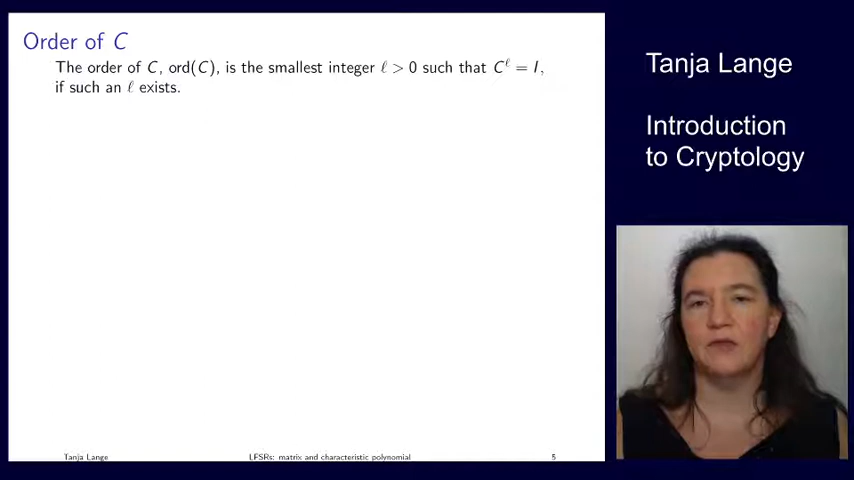 Order of C
The order of C, ord(C), is the smallest integer ℓ > 0 such that C^ℓ = I,
if such an ℓ exists.
Tanja Lange
LFSRs: matrix and characteristic polynomial
5
Tanja Lange
Introduction
to Cryptology